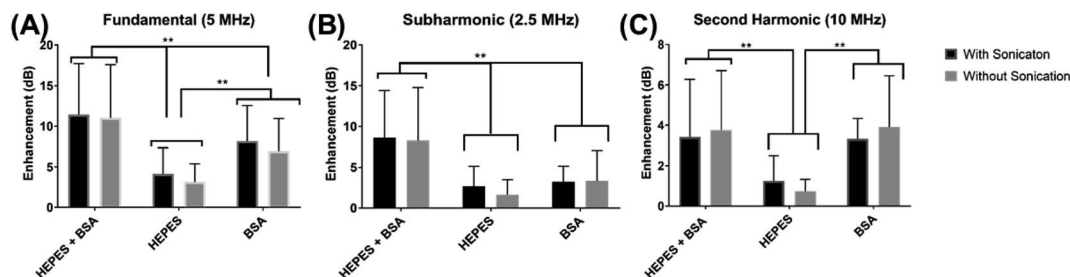 (A)
Fundamental (5 MHz)
Enhancement (dB)
20
15
10
5
0
**
**
HEPES + BSA
HEPES
BSA
(B)
Subharmonic (2.5 MHz)
Enhancement (dB)
20
15
10
5
0
**
HEPES + BSA
HEPES
BSA
(C)
Second Harmonic (10 MHz)
Enhancement (dB)
8
6
4
2
0
**
**
HEPES + BSA
HEPES
BSA
With Sonicaton
Without Sonication